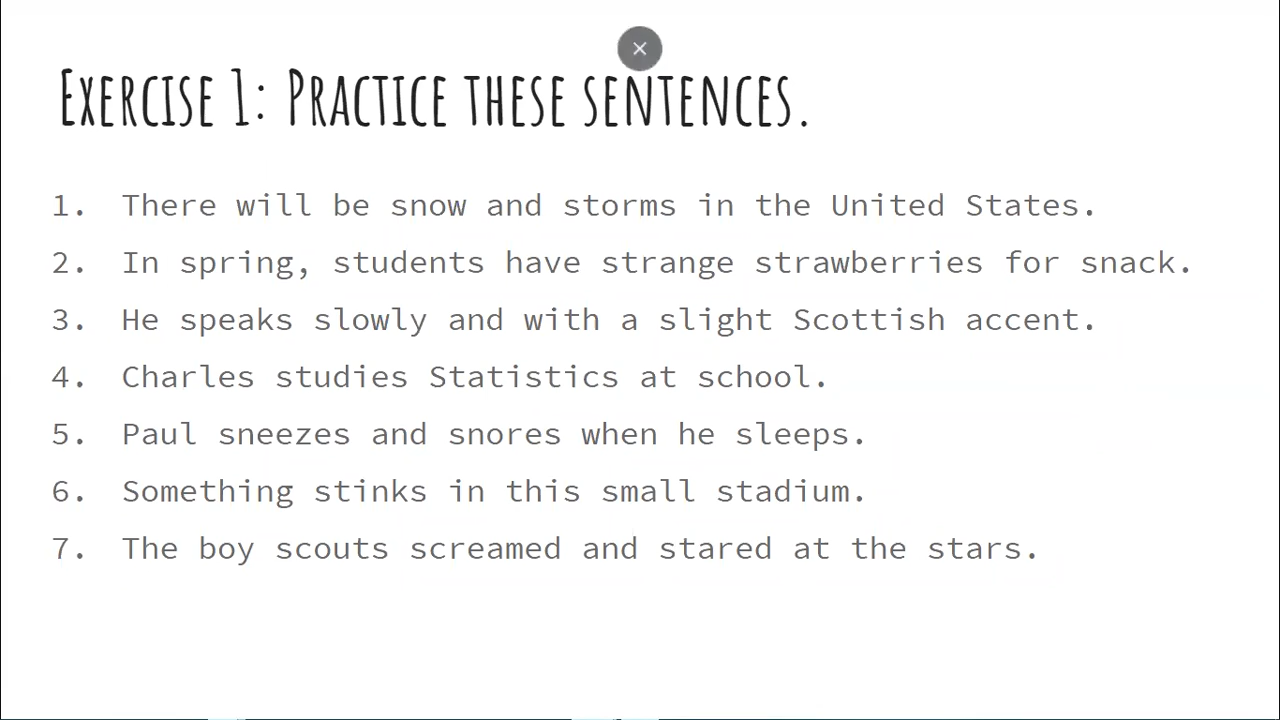 Exercise 1: Practice these sentences.
1. There will be snow and storms in the United States.
2. In spring, students have strange strawberries for snack.
3. He speaks slowly and with a slight Scottish accent.
4. Charles studies Statistics at school.
5. Paul sneezes and snores when he sleeps.
6. Something stinks in this small stadium.
7. The boy scouts screamed and stared at the stars.